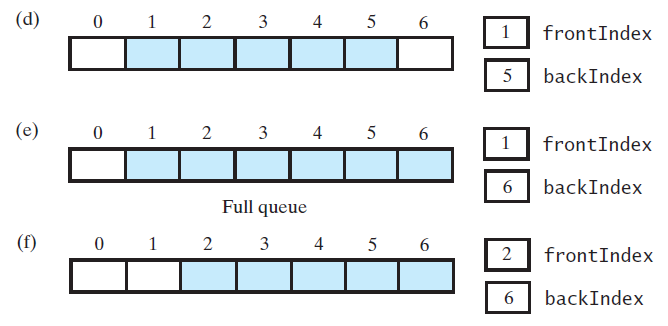 (d) 0 1 2 3 4 5 6
1 frontIndex
5 backIndex
(e) 0 1 2 3 4 5 6
1 frontIndex
6 backIndex
Full queue
(f) 0 1 2 3 4 5 6
2 frontIndex
6 backIndex